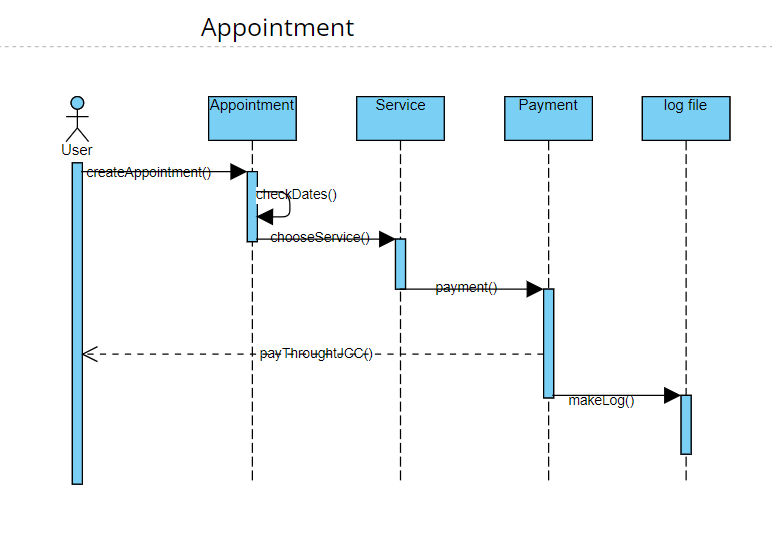 Appointment
Appointment
Service
Payment
log file
User
createAppointment()
checkDates()
chooseService()
payment()
payThroughtJCC()
makeLog()